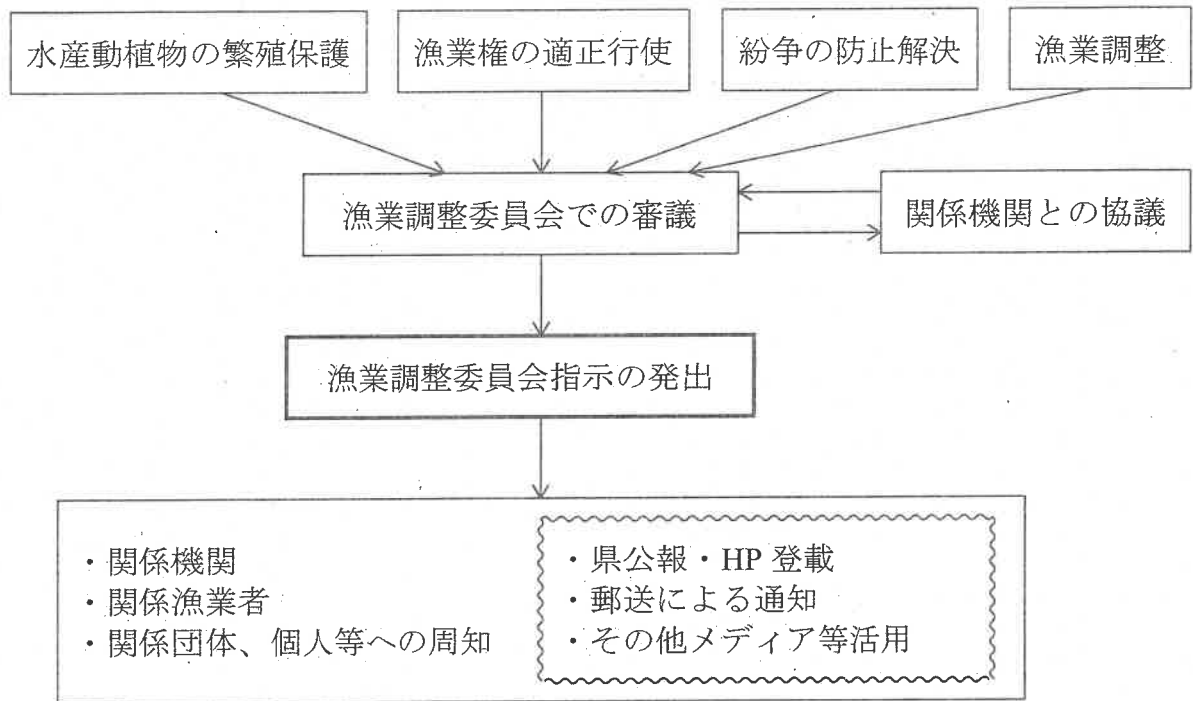 水産動植物の繁殖保護
漁業権の適正行使
紛争の防止解決
漁業調整
漁業調整委員会での審議
関係機関との協議
漁業調整委員会指示の発出
・関係機関
・関係漁業者
・関係団体、個人等への周知
・県公報・HP 登載
・郵送による通知
・その他メディア等活用